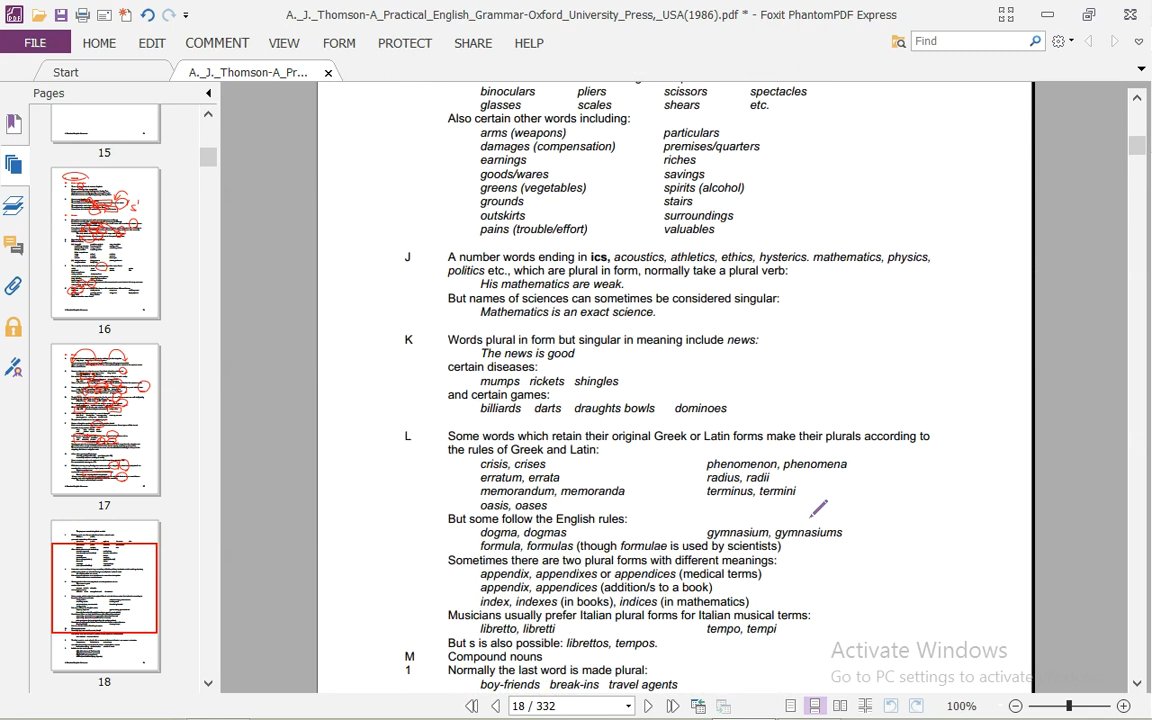 A._J._Thomson-A_Practical_English_Grammar-Oxford_University_Press,_USA(1986).pdf * - Foxit PhantomPDF Express
FILE HOME EDIT COMMENT VIEW FORM PROTECT SHARE HELP
Find
Start A._J._Thomson-A_Pr...
Pages
15
16
17
18
binoculars pliers scissors spectacles
glasses scales shears etc.
Also certain other words including:
arms (weapons) particulars
damages (compensation) premises/quarters
earnings riches
goods/wares savings
greens (vegetables) spirits (alcohol)
grounds stairs
outskirts surroundings
pains (trouble/effort) valuables
J A number words ending in ics, acoustics, athletics, ethics, hysterics. mathematics, physics,
politics etc., which are plural in form, normally take a plural verb:
His mathematics are weak.
But names of sciences can sometimes be considered singular:
Mathematics is an exact science.
K Words plural in form but singular in meaning include news:
The news is good
certain diseases:
mumps rickets shingles
and certain games:
billiards darts draughts bowls dominoes
L Some words which retain their original Greek or Latin forms make their plurals according to
the rules of Greek and Latin:
crisis, crises phenomenon, phenomena
erratum, errata radius, radii
memorandum, memoranda terminus, termini
oasis, oases
But some follow the English rules:
dogma, dogmas gymnasium, gymnasiums
formula, formulas (though formulae is used by scientists)
Sometimes there are two plural forms with different meanings:
appendix, appendixes or appendices (medical terms)
appendix, appendices (addition/s to a book)
index, indexes (in books), indices (in mathematics)
Musicians usually prefer Italian plural forms for Italian musical terms:
libretto, libretti tempo, tempi
But s is also possible: librettos, tempos.
M Compound nouns
1 Normally the last word is made plural:
boy-friends break-ins travel agents
Activate Windows
Go to PC settings to activate
18 / 332
100%